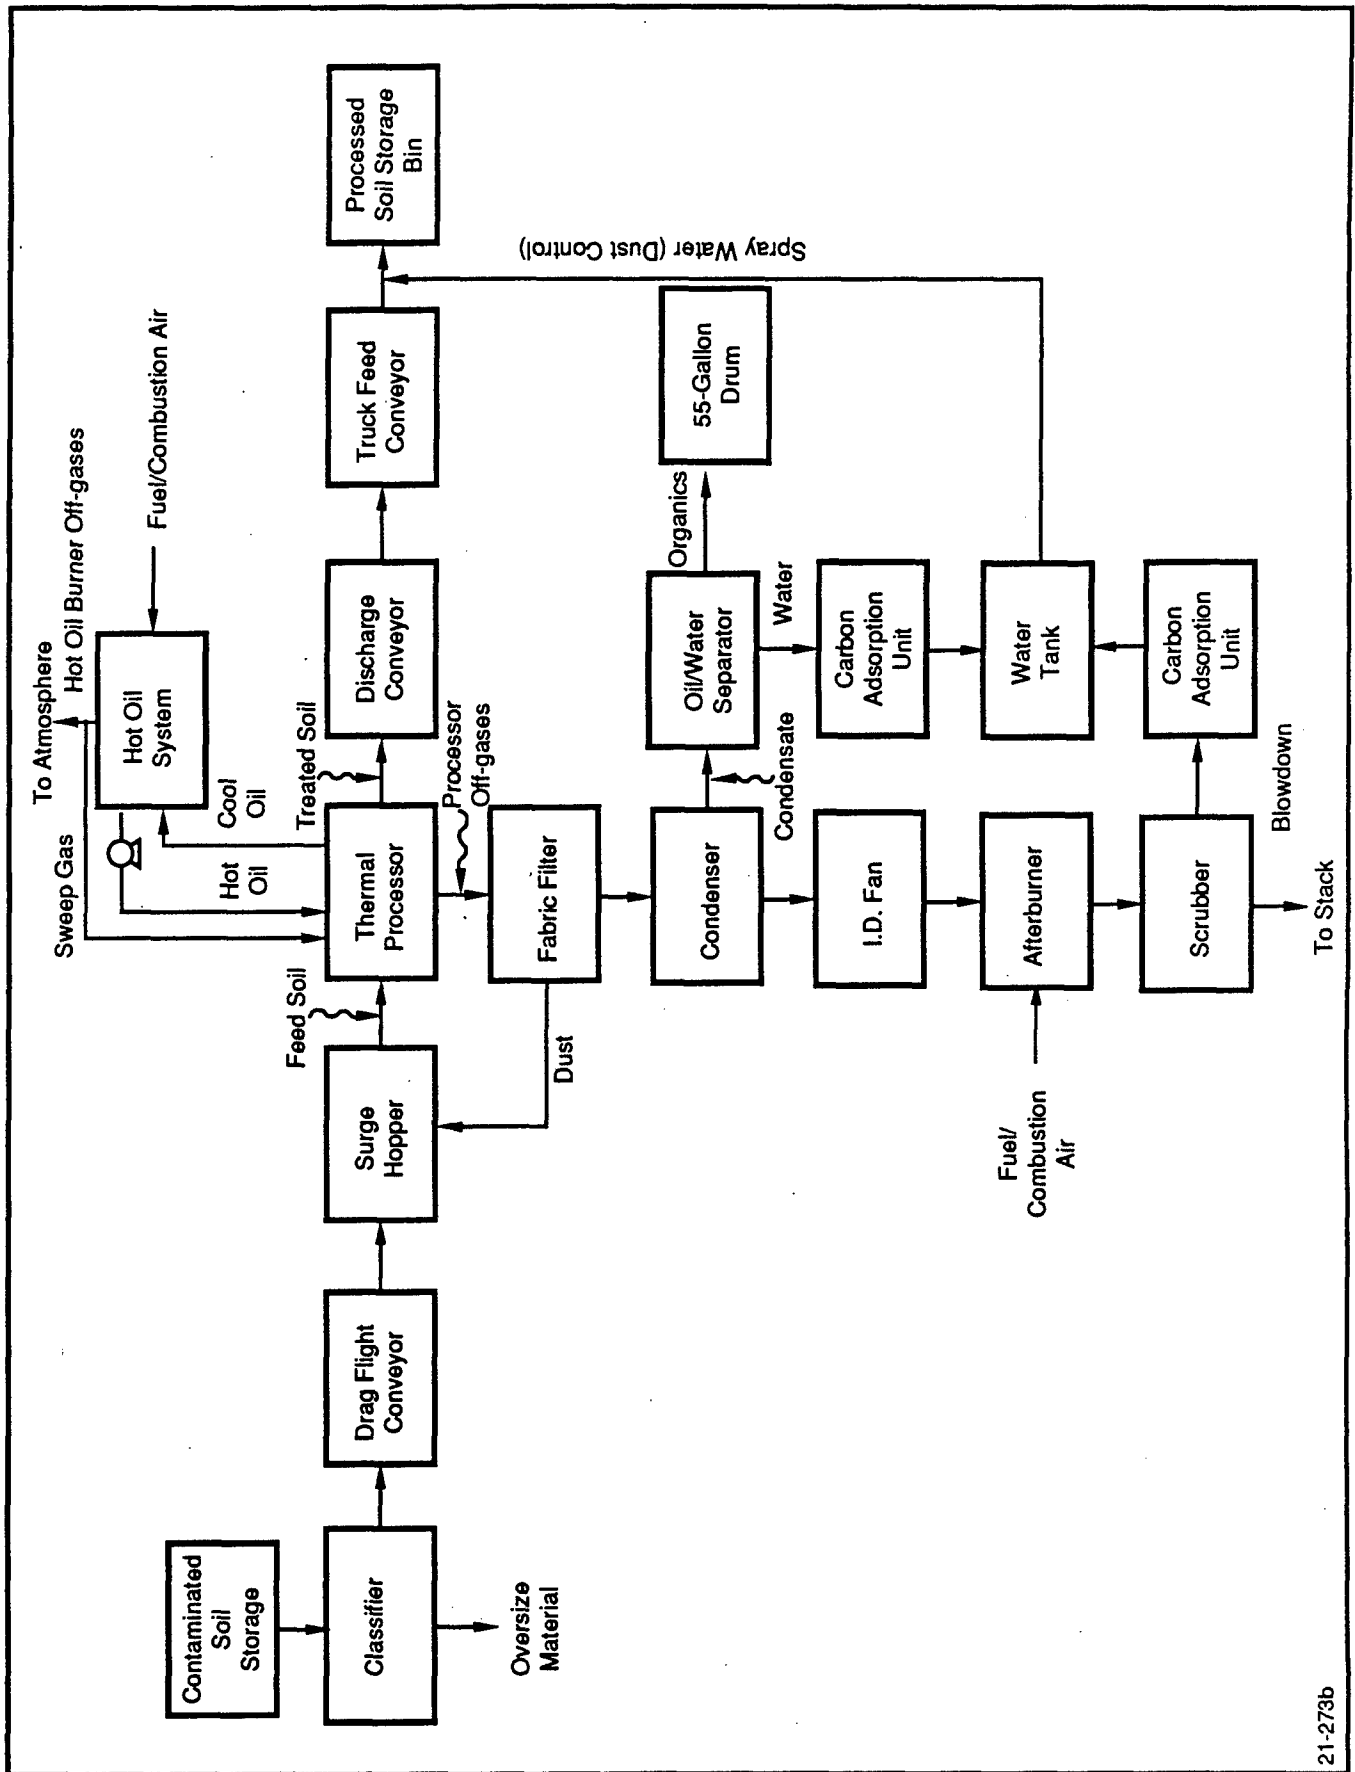 To Atmosphere
Hot Oil Burner Off-gases
Sweep Gas
Hot Oil
System
Fuel/Combustion Air
Hot
Oil
Cool
Oil
Contaminated
Soil
Storage
Classifier
Oversize
Material
Drag Flight
Conveyor
Surge
Hopper
Feed Soil
Thermal
Processor
Treated Soil
Discharge
Conveyor
Truck Feed
Conveyor
Processed
Soil Storage
Bin
Processor
Off-gases
Fabric Filter
Dust
Spray Water (Dust Control)
Condenser
Condensate
Oil/Water
Separator
Organics
55-Gallon
Drum
Water
I.D. Fan
Carbon
Adsorption
Unit
Fuel/
Combustion
Air
Afterburner
Water
Tank
Scrubber
Blowdown
Carbon
Adsorption
Unit
To Stack
21-273b